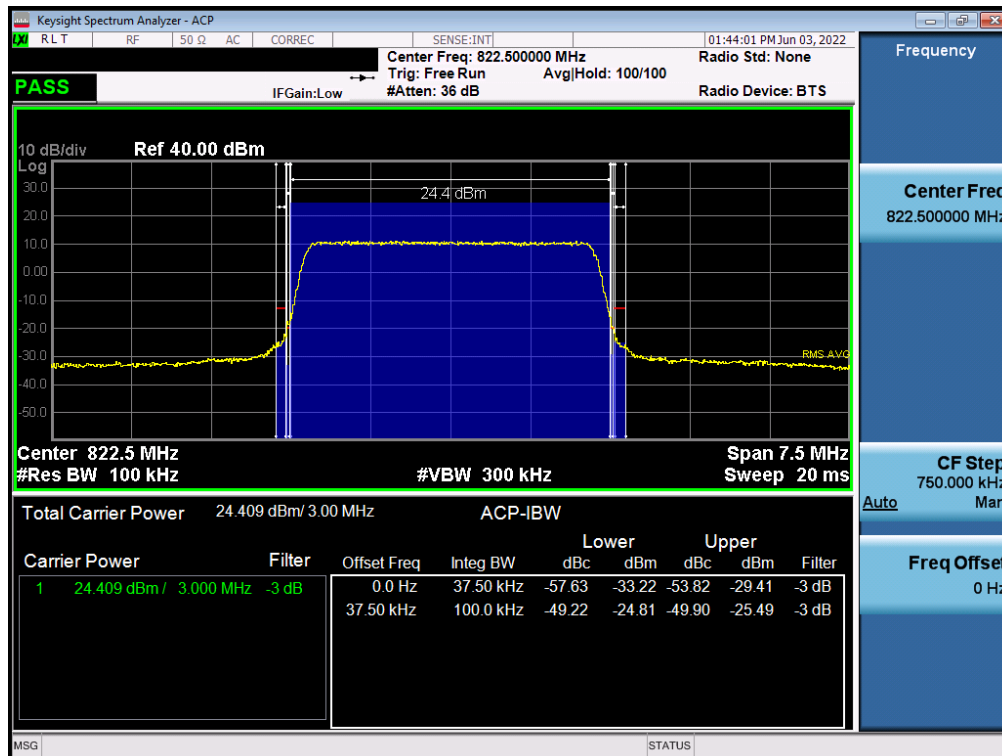 Keysight Spectrum Analyzer - ACP
LXI RLT RF 50 Ω AC CORREC SENSE:INT 01:44:01 PM Jun 03, 2022
Center Freq: 822.500000 MHz Radio Std: None
Trig: Free Run Avg|Hold: 100/100
PASS IFGain:Low #Atten: 36 dB Radio Device: BTS
10 dB/div Ref 40.00 dBm
Log
24.4 dBm
30.0
20.0
10.0
0.00
-10.0
-20.0
-30.0
RMS AVG
-40.0
-50.0
Center 822.5 MHz Span 7.5 MHz
#Res BW 100 kHz #VBW 300 kHz Sweep 20 ms
Total Carrier Power 24.409 dBm/ 3.00 MHz ACP-IBW
Lower Upper
Carrier Power Filter Offset Freq Integ BW dBc dBm dBc dBm Filter
1 24.409 dBm / 3.000 MHz -3 dB 0.0 Hz 37.50 kHz -57.63 -33.22 -53.82 -29.41 -3 dB
37.50 kHz 100.0 kHz -49.22 -24.81 -49.90 -25.49 -3 dB
MSG STATUS
Frequency
Center Freq
822.500000 MHz
CF Step
750.000 kHz
Auto Man
Freq Offset
0 Hz